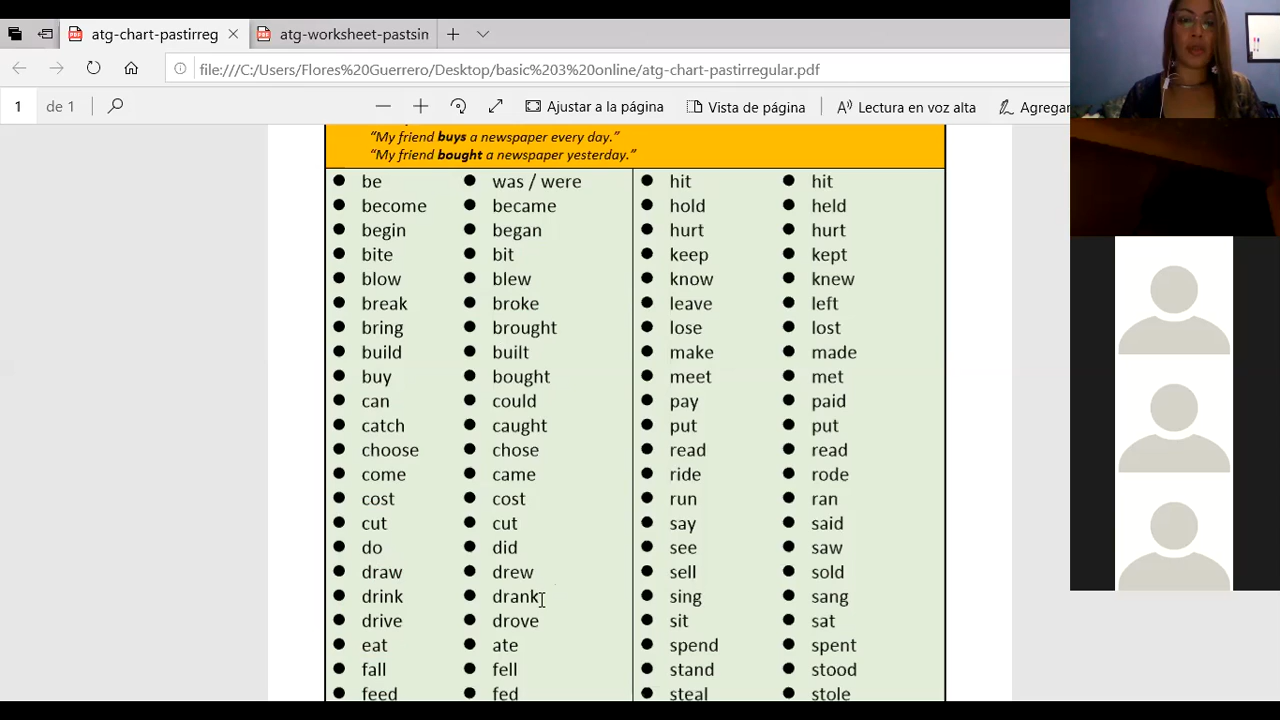 atg-chart-pastirreg
atg-worksheet-pastsin
file:///C:/Users/Flores%20Guerrero/Desktop/basic%203%20online/atg-chart-pastirregular.pdf
1 de 1 Ajustar a la página Vista de página Lectura en voz alta Agregar
“My friend buys a newspaper every day.”
“My friend bought a newspaper yesterday.”
be was / were hit hit
become became hold held
begin began hurt hurt
bite bit keep kept
blow blew know knew
break broke leave left
bring brought lose lost
build built make made
buy bought meet met
can could pay paid
catch caught put put
choose chose read read
come came ride rode
cost cost run ran
cut cut say said
do did see saw
draw drew sell sold
drink drank sing sang
drive drove sit sat
eat ate spend spent
fall fell stand stood
feed fed steal stole